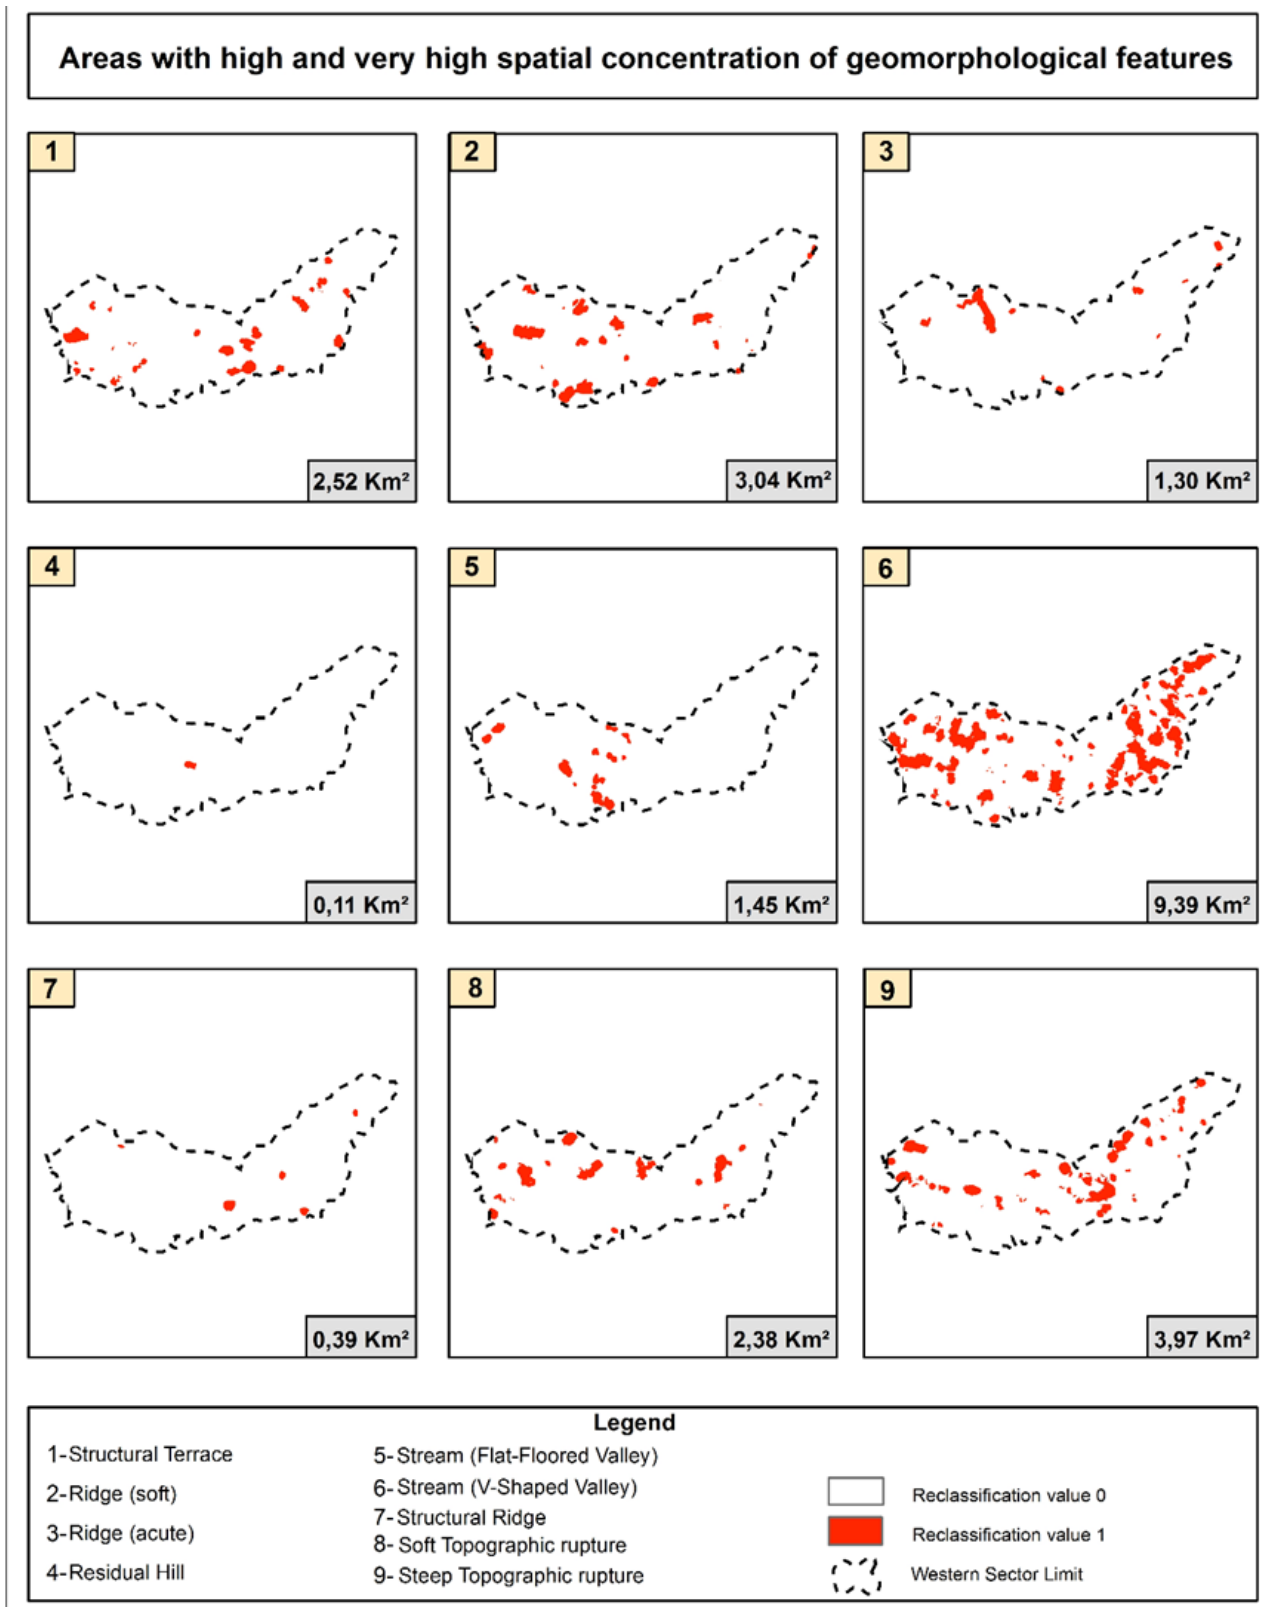 Areas with high and very high spatial concentration of geomorphological features
1
2
3
2,52 Km²
3,04 Km²
1,30 Km²
4
5
6
0,11 Km²
1,45 Km²
9,39 Km²
7
8
9
0,39 Km²
2,38 Km²
3,97 Km²
Legend
1-Structural Terrace
2-Ridge (soft)
3-Ridge (acute)
4-Residual Hill
5- Stream (Flat-Floored Valley)
6- Stream (V-Shaped Valley)
7-Structural Ridge
8- Soft Topographic rupture
9- Steep Topographic rupture
Reclassification value 0
Reclassification value 1
Western Sector Limit